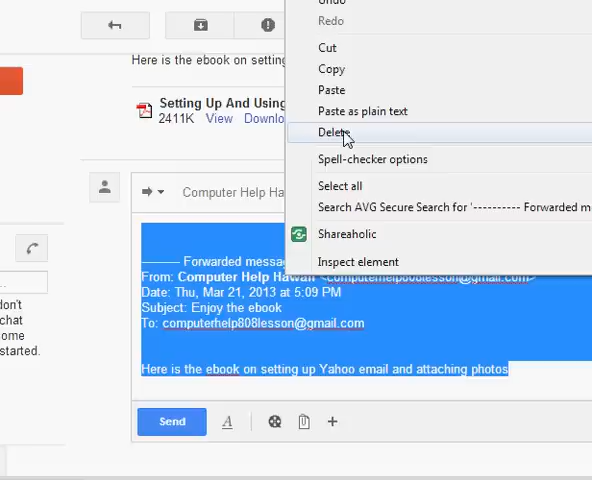 Undo
Redo
Cut
Copy
Paste
Paste as plain text
Delete
Spell-checker options
Select all
Search AVG Secure Search for '---------- Forwarded
Shareaholic
Inspect element
Here is the ebook on setting
Setting Up And Using
2411K View
Computer Help
---------- Forwarded
From: Computer Help Hawaii <computerhelp808lesson@gmail.com>
Date: Thu, Mar 21, 2013 at 5:09 PM
Subject: Enjoy the ebook
To: computerhelp808lesson@gmail.com
Here is the ebook on setting up Yahoo email and attaching photos
Send A +
don't
chat
ome
started.